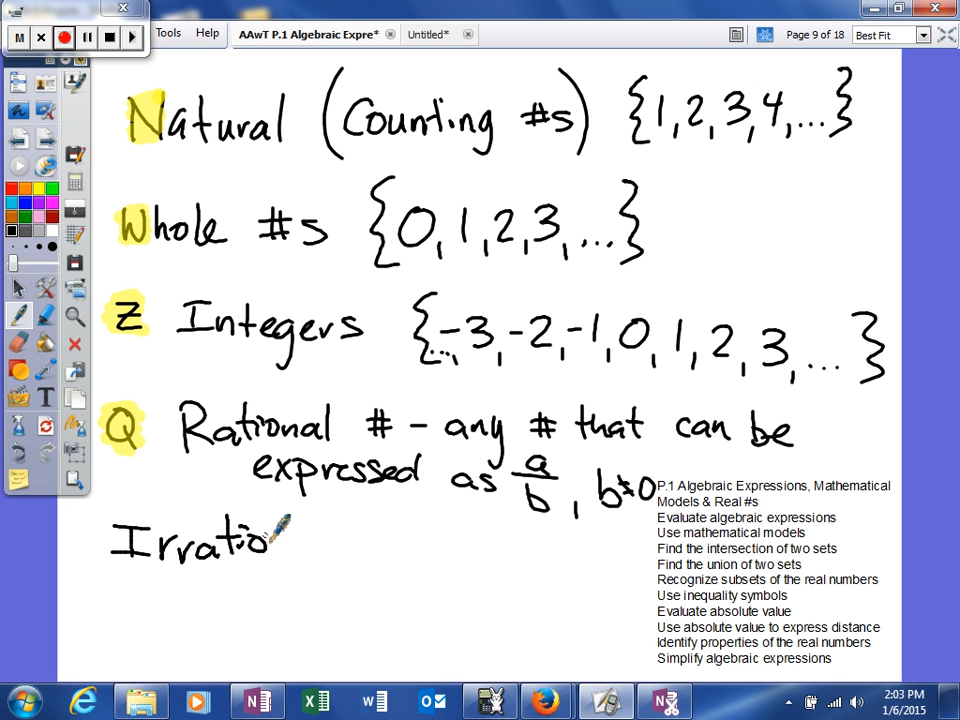 M
Tools Help AAwT P.1 Algebraic Expre* Untitled* Page 9 of 18 Best Fit
Natural (Counting #s) {1, 2, 3, 4, ...}
Whole #s {0, 1, 2, 3, ...}
Z Integers {..., -3, -2, -1, 0, 1, 2, 3, ...}
Q Rational # - any # that can be
expressed as a/b, b≠0
Irratio
P.1 Algebraic Expressions, Mathematical
Models & Real #s
Evaluate algebraic expressions
Use mathematical models
Find the intersection of two sets
Find the union of two sets
Recognize subsets of the real numbers
Use inequality symbols
Evaluate absolute value
Use absolute value to express distance
Identify properties of the real numbers
Simplify algebraic expressions
2:03 PM
1/6/2015